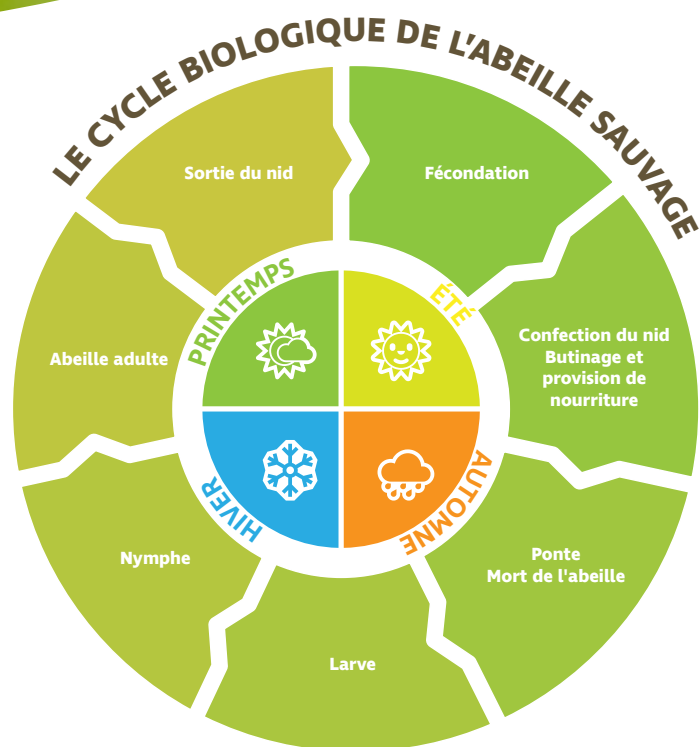 LE CYCLE BIOLOGIQUE DE L'ABEILLE SAUVAGE
Sortie du nid
Fécondation
Confection du nid
Butinage et
provision de
nourriture
Ponte
Mort de l'abeille
Larve
Nymphe
Abeille adulte
PRINTEMPS
ÉTÉ
AUTOMNE
HIVER